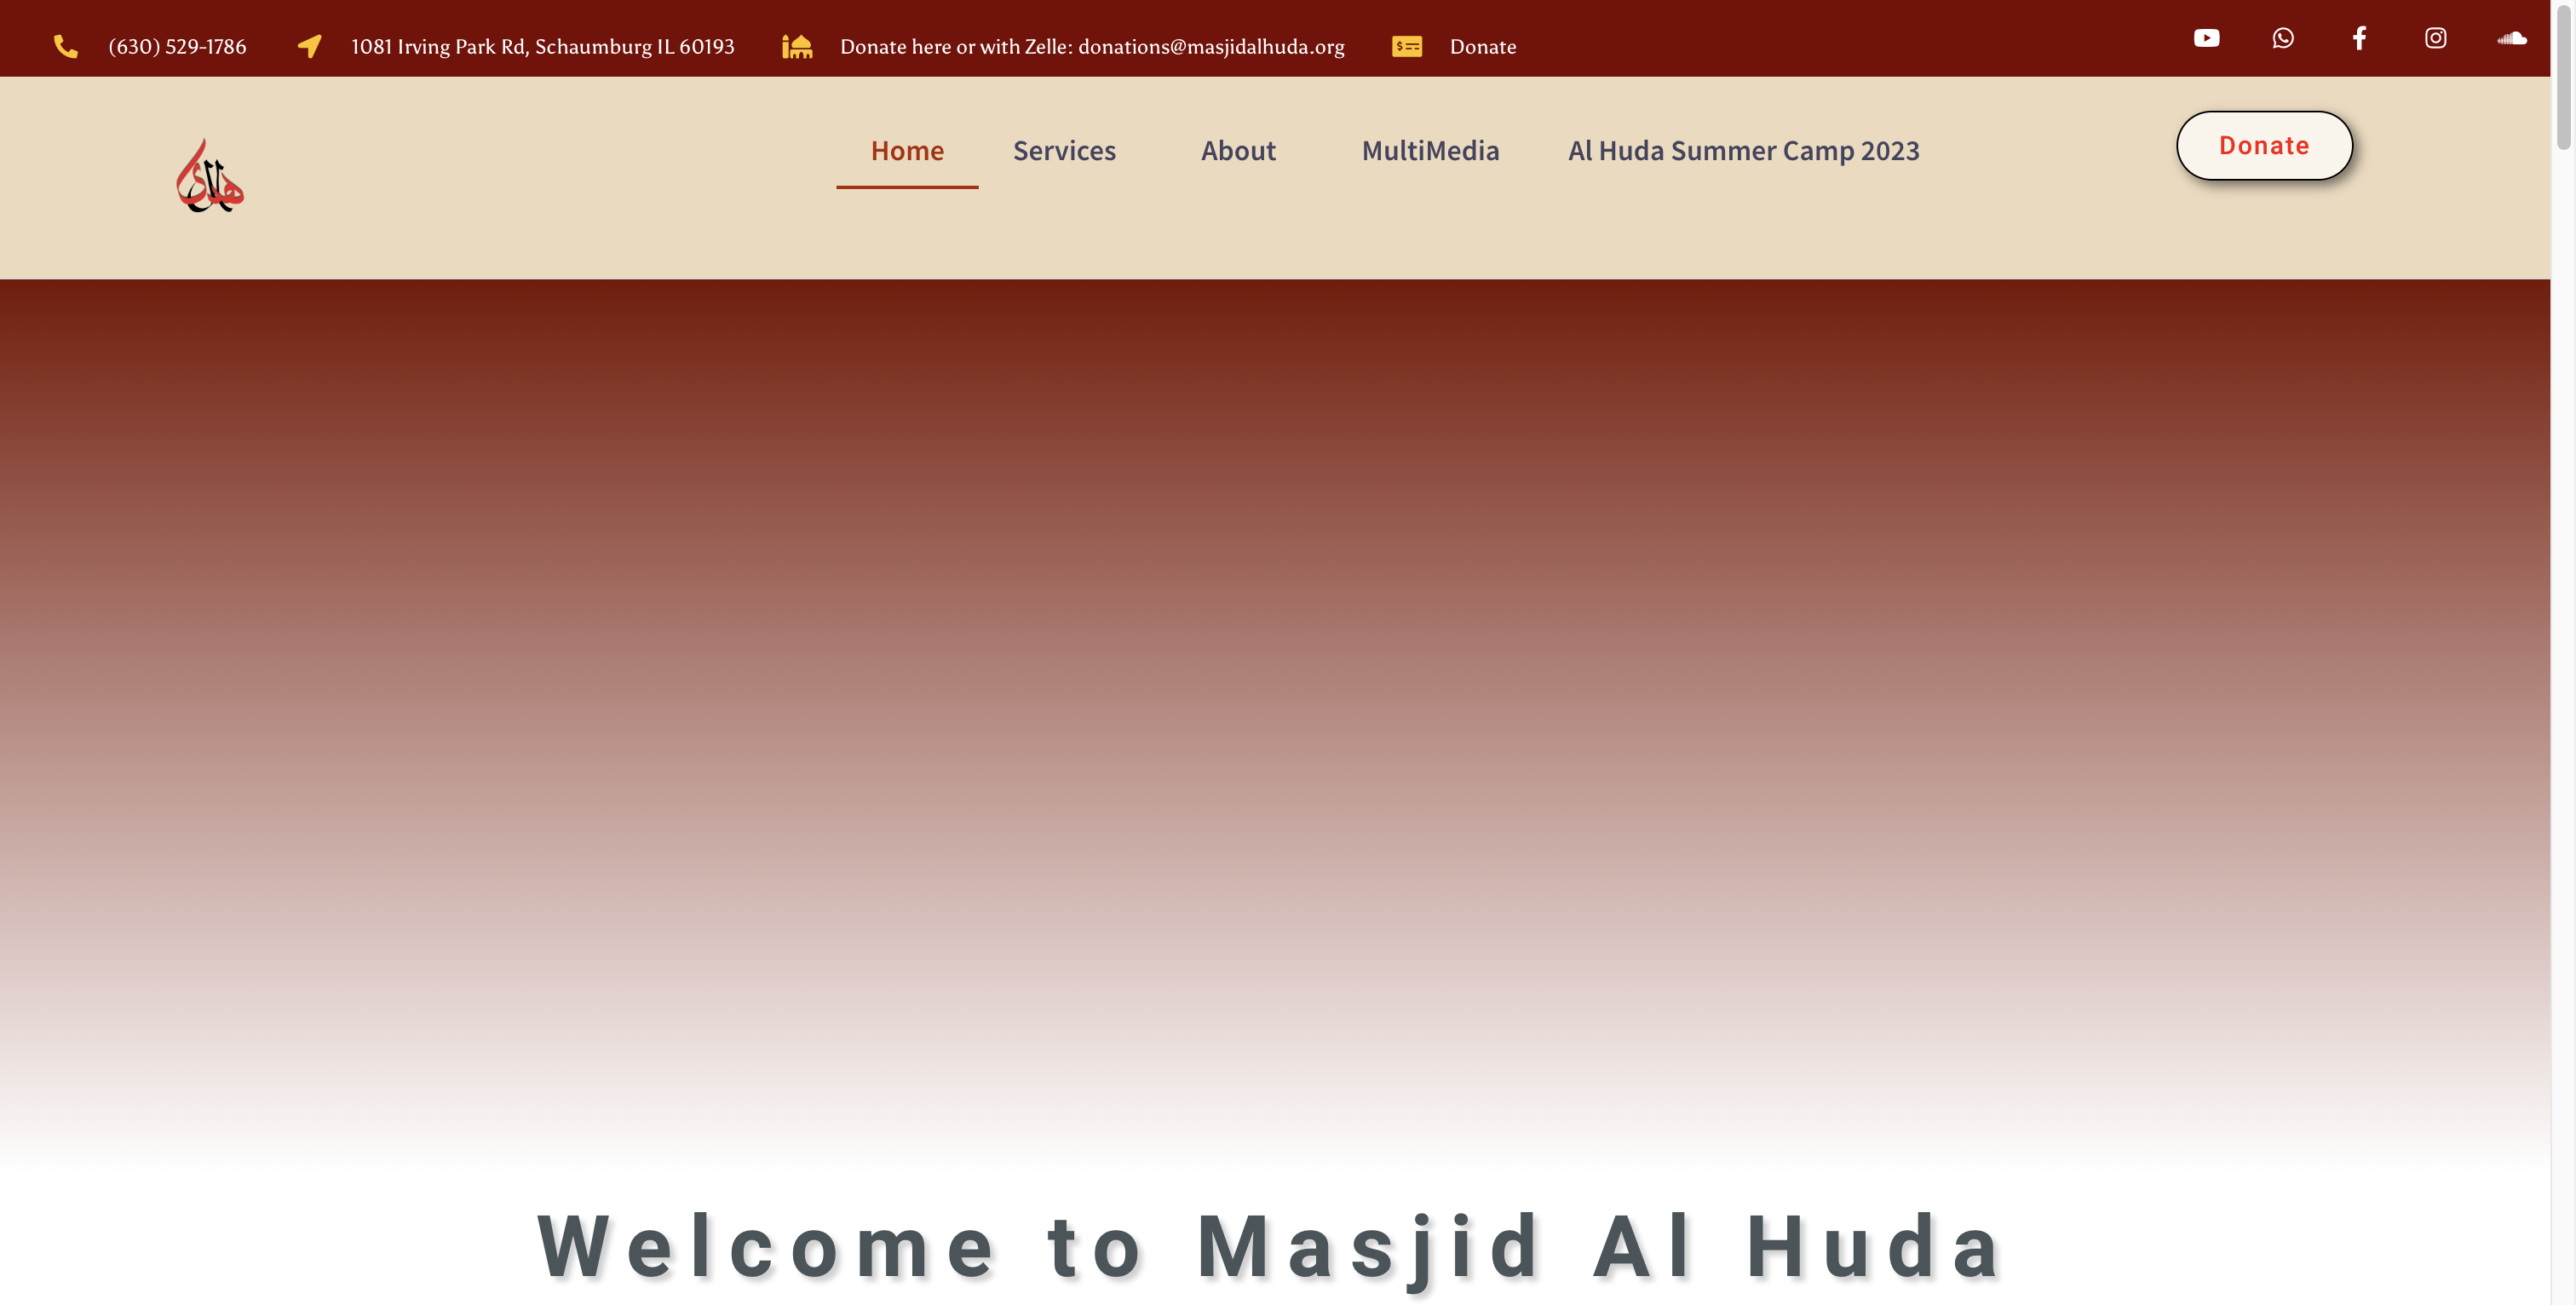 (630) 529-1786
1081 Irving Park Rd, Schaumburg IL 60193
Donate here or with Zelle: donations@masjidalhuda.org
Donate
الهدى
Home
Services
About
MultiMedia
Al Huda Summer Camp 2023
Donate
Welcome to Masjid Al Huda